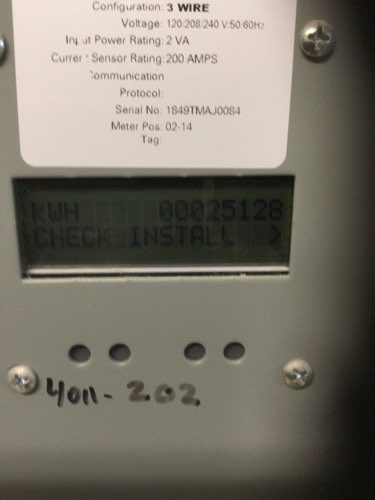 Configuration: 3 WIRE
Voltage: 120/208/240 V:50-60Hz
Input Power Rating: 2 VA
Current Sensor Rating: 200 AMPS
Communication
Protocol:
Serial No: 1849TMAJ0084
Meter Pos: 02-14
Tag:
KWH 00025128
CHECK INSTALL >
4011-202